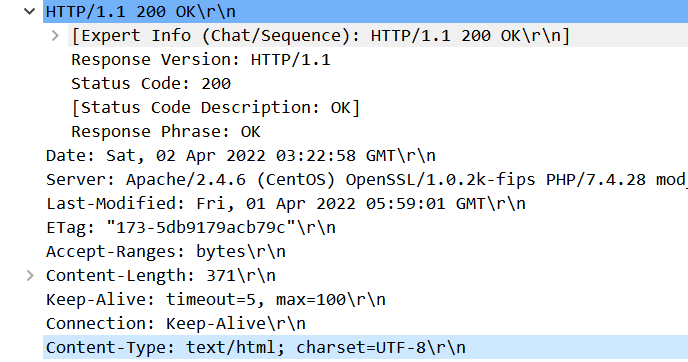 HTTP/1.1 200 OK\r\n
[Expert Info (Chat/Sequence): HTTP/1.1 200 OK\r\n]
Response Version: HTTP/1.1
Status Code: 200
[Status Code Description: OK]
Response Phrase: OK
Date: Sat, 02 Apr 2022 03:22:58 GMT\r\n
Server: Apache/2.4.6 (CentOS) OpenSSL/1.0.2k-fips PHP/7.4.28 mod_
Last-Modified: Fri, 01 Apr 2022 05:59:01 GMT\r\n
ETag: "173-5db9179acb79c"\r\n
Accept-Ranges: bytes\r\n
Content-Length: 371\r\n
Keep-Alive: timeout=5, max=100\r\n
Connection: Keep-Alive\r\n
Content-Type: text/html; charset=UTF-8\r\n